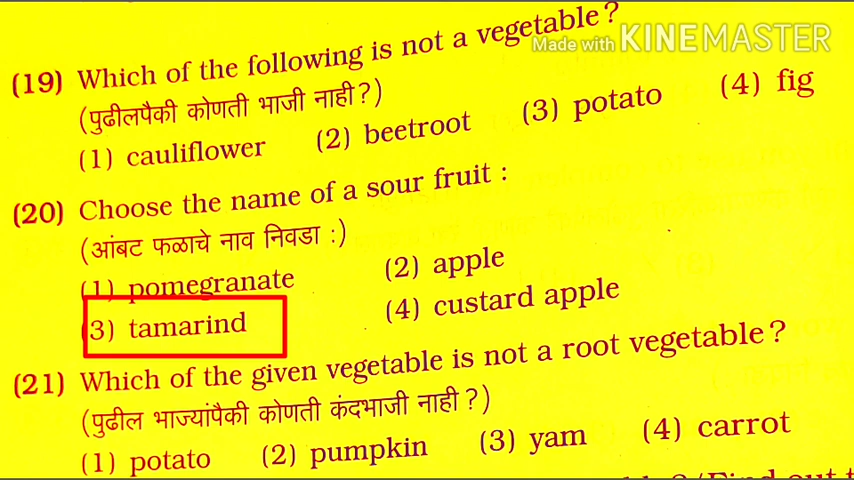 Made with KINEMASTER
(19) Which of the following is not a vegetable?
(पुढीलपैकी कोणती भाजी नाही?)
(1) cauliflower (2) beetroot (3) potato (4) fig
(20) Choose the name of a sour fruit :
(आंबट फळाचे नाव निवडा :)
(1) pomegranate (2) apple
(3) tamarind (4) custard apple
(21) Which of the given vegetable is not a root vegetable?
(पुढील भाज्यांपैकी कोणती कंदभाजी नाही?)
(1) potato (2) pumpkin (3) yam (4) carrot